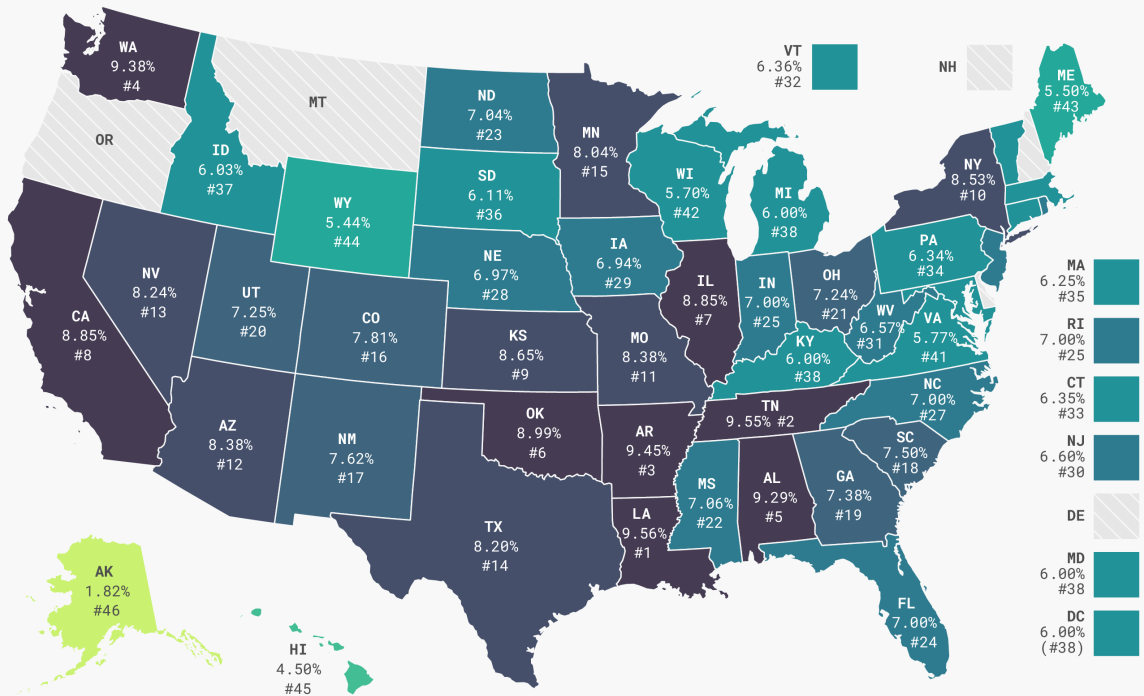 WA
9.38%
#4
MT
OR
ID
6.03%
#37
WY
5.44%
#44
ND
7.04%
#23
SD
6.11%
#36
MN
8.04%
#15
WI
5.70%
#42
MI
6.00%
#38
VT
6.36%
#32
NH
ME
5.50%
#43
NY
8.53%
#10
PA
6.34%
#34
NE
6.97%
#28
IA
6.94%
#29
IL
8.85%
#7
IN
7.00%
#25
OH
7.24%
#21
WV
6.57%
#31
VA
5.77%
#41
KY
6.00%
#38
CA
8.85%
#8
NV
8.24%
#13
UT
7.25%
#20
CO
7.81%
#16
KS
8.65%
#9
MO
8.38%
#11
AZ
8.38%
#12
NM
7.62%
#17
OK
8.99%
#6
AR
9.45%
#3
TN
9.55% #2
NC
7.00%
#27
SC
7.50%
#18
TX
8.20%
#14
LA
9.56%
#1
MS
7.06%
#22
AL
9.29%
#5
GA
7.38%
#19
FL
7.00%
#24
AK
1.82%
#46
HI
4.50%
#45
MA
6.25%
#35
RI
7.00%
#25
CT
6.35%
#33
NJ
6.60%
#30
DE
MD
6.00%
#38
DC
6.00%
(#38)